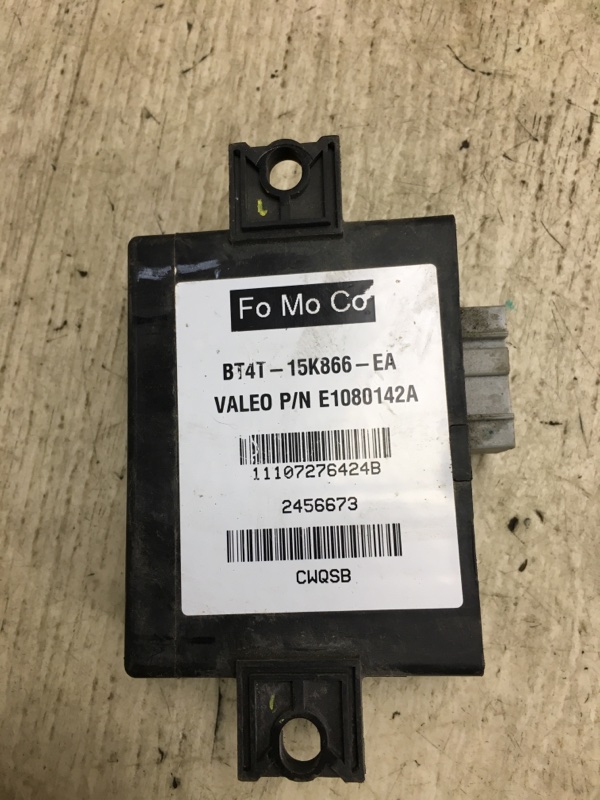 Fo Mo Co
BT4T-15K866-EA
VALEO P/N E1080142A
11107276424B
2456673
CWQSB